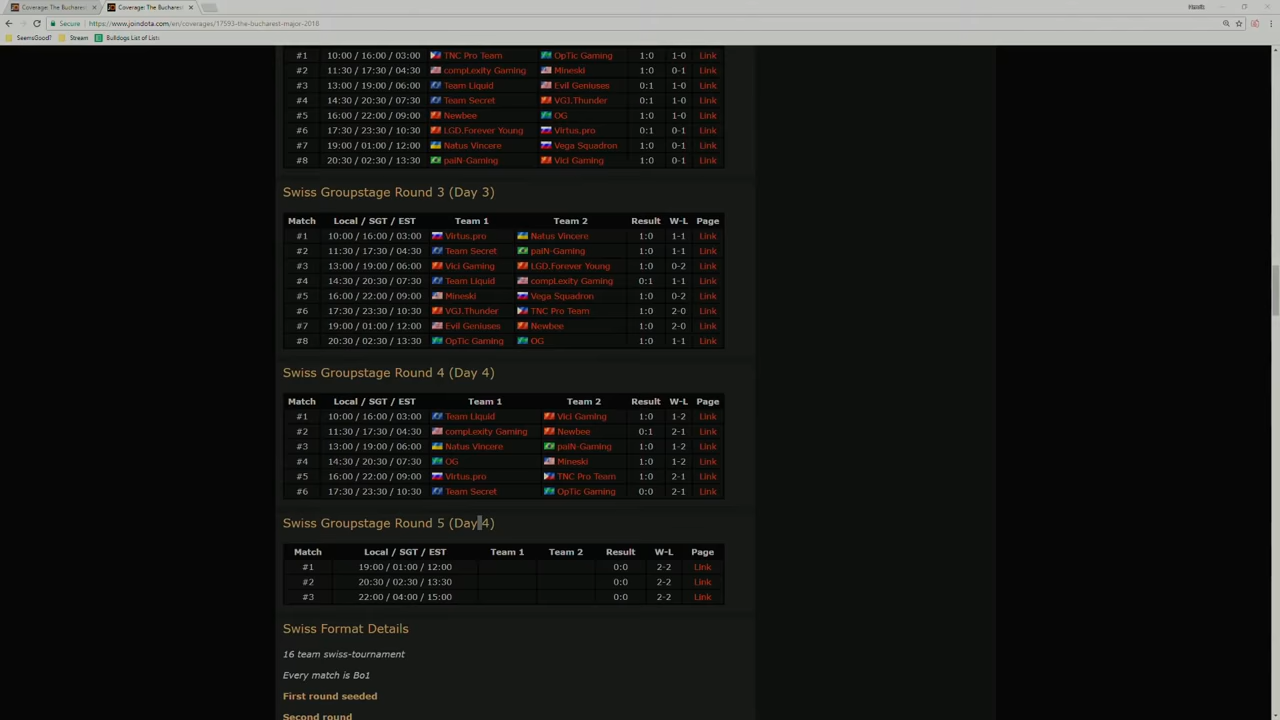 Coverage: The Bucharest
Coverage: The Bucharest
Secure https://www.joindota.com/en/coverages/17593-the-bucharest-major-2018
SeemsGood? Stream Bulldogs List of Lists
#1 10:00 / 16:00 / 03:00 TNC Pro Team OpTic Gaming 1:0 1-0 Link
#2 11:30 / 17:30 / 04:30 compLexity Gaming Mineski 1:0 0-1 Link
#3 13:00 / 19:00 / 06:00 Team Liquid Evil Geniuses 0:1 1-0 Link
#4 14:30 / 20:30 / 07:30 Team Secret VGJ.Thunder 0:1 1-0 Link
#5 16:00 / 22:00 / 09:00 Newbee OG 1:0 1-0 Link
#6 17:30 / 23:30 / 10:30 LGD.Forever Young Virtus.pro 0:1 0-1 Link
#7 19:00 / 01:00 / 12:00 Natus Vincere Vega Squadron 1:0 0-1 Link
#8 20:30 / 02:30 / 13:30 paiN-Gaming Vici Gaming 1:0 0-1 Link
Swiss Groupstage Round 3 (Day 3)
Match Local / SGT / EST Team 1 Team 2 Result W-L Page
#1 10:00 / 16:00 / 03:00 Virtus.pro Natus Vincere 1:0 1-1 Link
#2 11:30 / 17:30 / 04:30 Team Secret paiN-Gaming 1:0 1-1 Link
#3 13:00 / 19:00 / 06:00 Vici Gaming LGD.Forever Young 1:0 0-2 Link
#4 14:30 / 20:30 / 07:30 Team Liquid compLexity Gaming 0:1 1-1 Link
#5 16:00 / 22:00 / 09:00 Mineski Vega Squadron 1:0 0-2 Link
#6 17:30 / 23:30 / 10:30 VGJ.Thunder TNC Pro Team 1:0 2-0 Link
#7 19:00 / 01:00 / 12:00 Evil Geniuses Newbee 1:0 2-0 Link
#8 20:30 / 02:30 / 13:30 OpTic Gaming OG 1:0 1-1 Link
Swiss Groupstage Round 4 (Day 4)
Match Local / SGT / EST Team 1 Team 2 Result W-L Page
#1 10:00 / 16:00 / 03:00 Team Liquid Vici Gaming 1:0 1-2 Link
#2 11:30 / 17:30 / 04:30 compLexity Gaming Newbee 0:1 2-1 Link
#3 13:00 / 19:00 / 06:00 Natus Vincere paiN-Gaming 1:0 1-2 Link
#4 14:30 / 20:30 / 07:30 OG Mineski 1:0 1-2 Link
#5 16:00 / 22:00 / 09:00 Virtus.pro TNC Pro Team 1:0 2-1 Link
#6 17:30 / 23:30 / 10:30 Team Secret OpTic Gaming 0:0 2-1 Link
Swiss Groupstage Round 5 (Day 4)
Match Local / SGT / EST Team 1 Team 2 Result W-L Page
#1 19:00 / 01:00 / 12:00 0:0 2-2 Link
#2 20:30 / 02:30 / 13:30 0:0 2-2 Link
#3 22:00 / 04:00 / 15:00 0:0 2-2 Link
Swiss Format Details
16 team swiss-tournament
Every match is Bo1
First round seeded
Second round